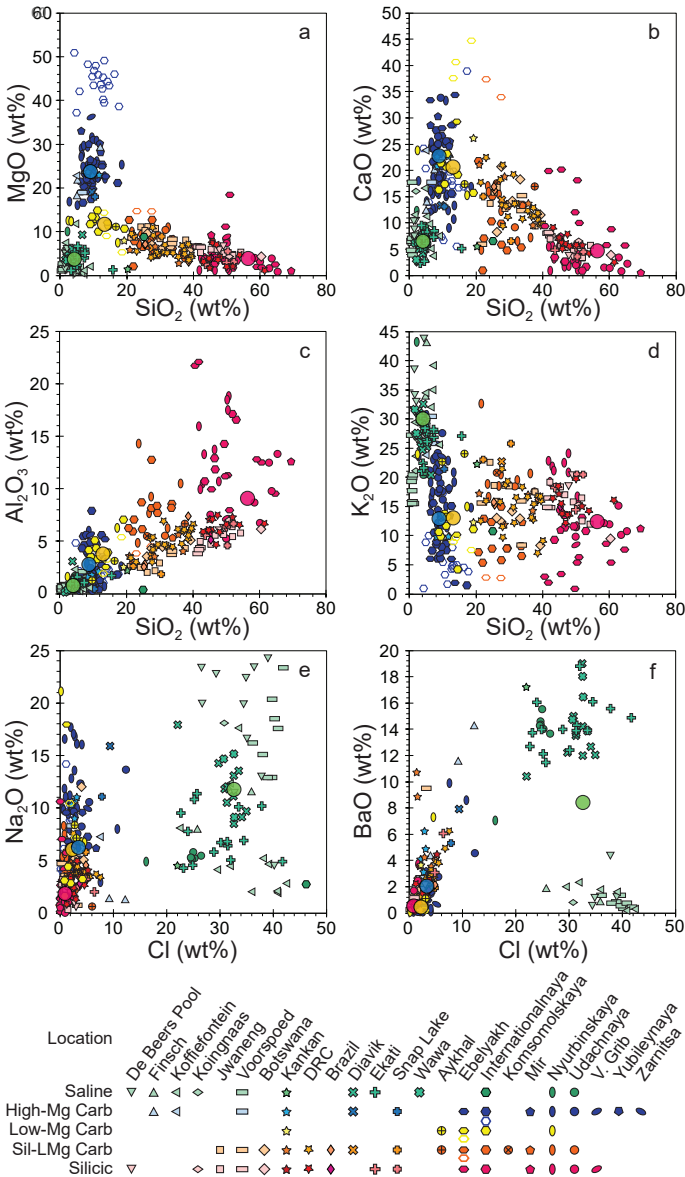 a
MgO (wt%)
60
50
40
30
20
10
0
0 20 40 60 80
SiO₂ (wt%)
b
CaO (wt%)
50
45
40
35
30
25
20
15
10
5
0
0 20 40 60 80
SiO₂ (wt%)
c
Al₂O₃ (wt%)
25
20
15
10
5
0
0 20 40 60 80
SiO₂ (wt%)
d
K₂O (wt%)
45
40
35
30
25
20
15
10
5
0
0 20 40 60 80
SiO₂ (wt%)
e
Na₂O (wt%)
25
20
15
10
5
0
0 10 20 30 40 50
Cl (wt%)
f
BaO (wt%)
20
18
16
14
12
10
8
6
4
2
0
0 10 20 30 40 50
Cl (wt%)
Location
De Beers Pool
Finsch
Koffiefontein
Koingnaas
Jwaneng
Voorspoed
Botswana
Kankan
DRC
Brazil
Diavik
Ekati
Snap Lake
Wawa
Aykhal
Ebelyakh
Internationalnaya
Komsomolskaya
Mir
Nyurbinskaya
Udachnaya
V. Grib
Yubileynaya
Zarnitsa
Saline
High-Mg Carb
Low-Mg Carb
Sil-LMg Carb
Silicic